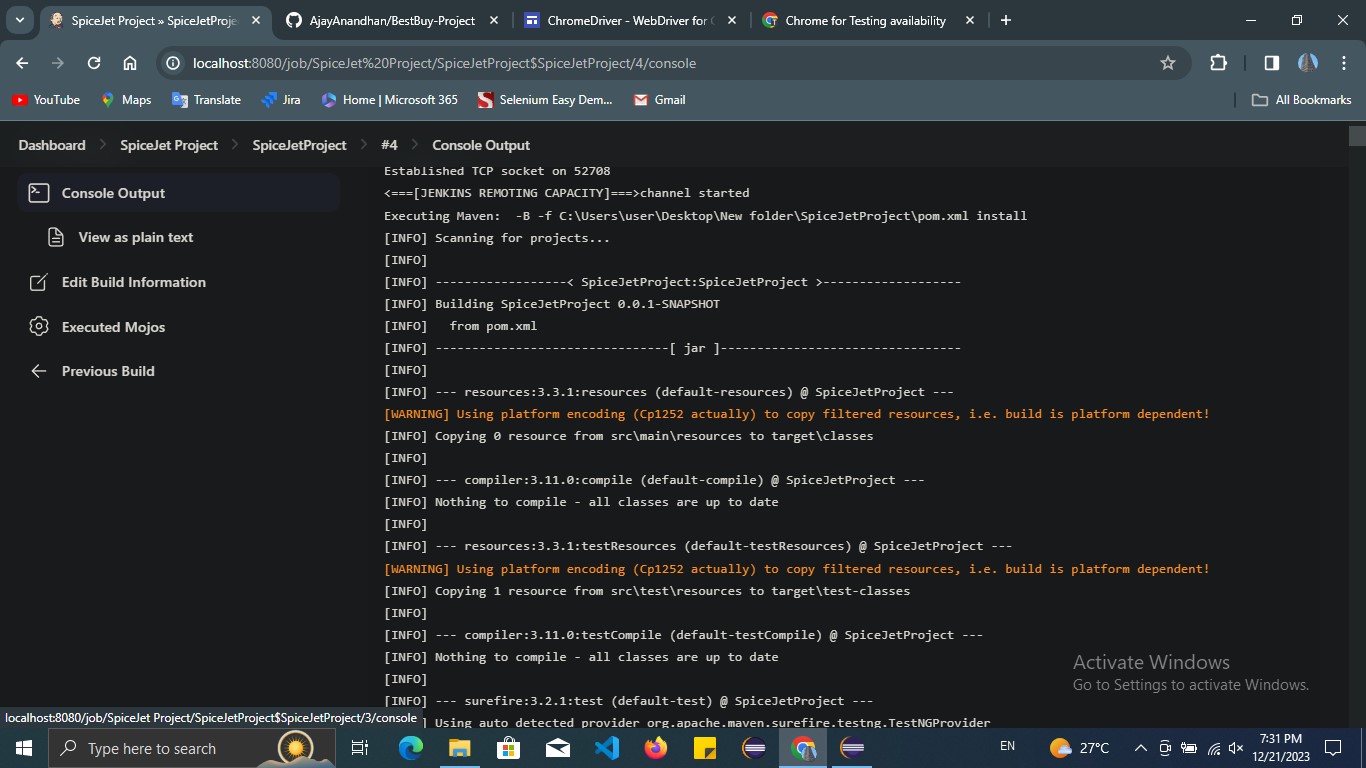 SpiceJet Project » SpiceJetProje
AjayAnandhan/BestBuy-Project
ChromeDriver - WebDriver for C
Chrome for Testing availability
localhost:8080/job/SpiceJet%20Project/SpiceJetProject$SpiceJetProject/4/console
YouTube
Maps
Translate
Jira
Home | Microsoft 365
Selenium Easy Dem...
Gmail
All Bookmarks
Dashboard
SpiceJet Project
SpiceJetProject
#4
Console Output
Console Output
View as plain text
Edit Build Information
Executed Mojos
Previous Build
Established TCP socket on 52708
<===[JENKINS REMOTING CAPACITY]===>channel started
Executing Maven:  -B -f C:\Users\user\Desktop\New folder\SpiceJetProject\pom.xml install
[INFO] Scanning for projects...
[INFO]
[INFO] ------------------< SpiceJetProject:SpiceJetProject >-------------------
[INFO] Building SpiceJetProject 0.0.1-SNAPSHOT
[INFO]   from pom.xml
[INFO] --------------------------------[ jar ]---------------------------------
[INFO]
[INFO] --- resources:3.3.1:resources (default-resources) @ SpiceJetProject ---
[WARNING] Using platform encoding (Cp1252 actually) to copy filtered resources, i.e. build is platform dependent!
[INFO] Copying 0 resource from src\main\resources to target\classes
[INFO]
[INFO] --- compiler:3.11.0:compile (default-compile) @ SpiceJetProject ---
[INFO] Nothing to compile - all classes are up to date
[INFO]
[INFO] --- resources:3.3.1:testResources (default-testResources) @ SpiceJetProject ---
[WARNING] Using platform encoding (Cp1252 actually) to copy filtered resources, i.e. build is platform dependent!
[INFO] Copying 1 resource from src\test\resources to target\test-classes
[INFO]
[INFO] --- compiler:3.11.0:testCompile (default-testCompile) @ SpiceJetProject ---
[INFO] Nothing to compile - all classes are up to date
[INFO]
[INFO] --- surefire:3.2.1:test (default-test) @ SpiceJetProject ---
] Using auto detected provider org.apache.maven.surefire.testng.TestNGProvider
Activate Windows
Go to Settings to activate Windows.
localhost:8080/job/SpiceJet Project/SpiceJetProject$SpiceJetProject/3/console
Type here to search
EN
27°C
7:31 PM
12/21/2023